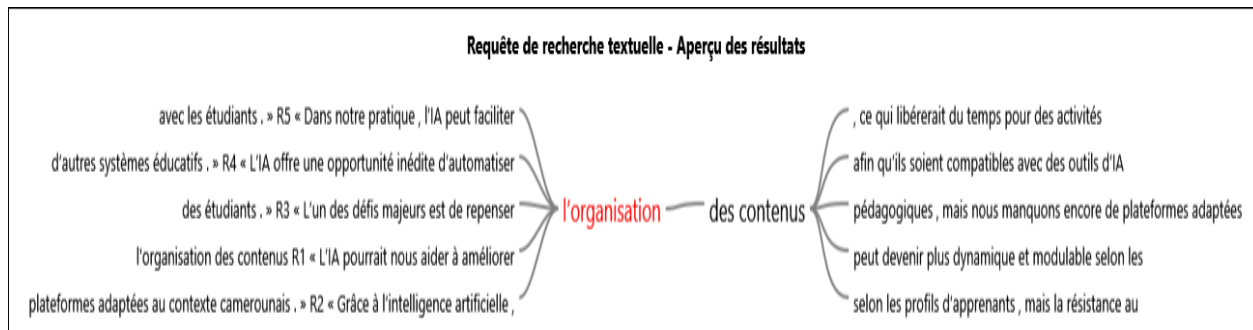 Requête de recherche textuelle - Aperçu des résultats
avec les étudiants . » R5 « Dans notre pratique , l'IA peut faciliter
d'autres systèmes éducatifs . » R4 « L'IA offre une opportunité inédite d'automatiser
des étudiants . » R3 « L'un des défis majeurs est de repenser
l'organisation des contenus R1 « L'IA pourrait nous aider à améliorer
plateformes adaptées au contexte camerounais . » R2 « Grâce à l'intelligence artificielle ,
l'organisation
des contenus
, ce qui libérerait du temps pour des activités
afin qu'ils soient compatibles avec des outils d'IA
pédagogiques , mais nous manquons encore de plateformes adaptées
peut devenir plus dynamique et modulable selon les
selon les profils d'apprenants , mais la résistance au